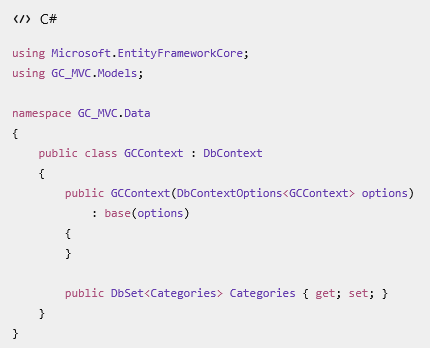 </> C#
using Microsoft.EntityFrameworkCore;
using GC_MVC.Models;
namespace GC_MVC.Data
{
public class GCContext : DbContext
{
public GCContext(DbContextOptions<GCContext> options)
: base(options)
{
}
public DbSet<Categories> Categories { get; set; }
}
}